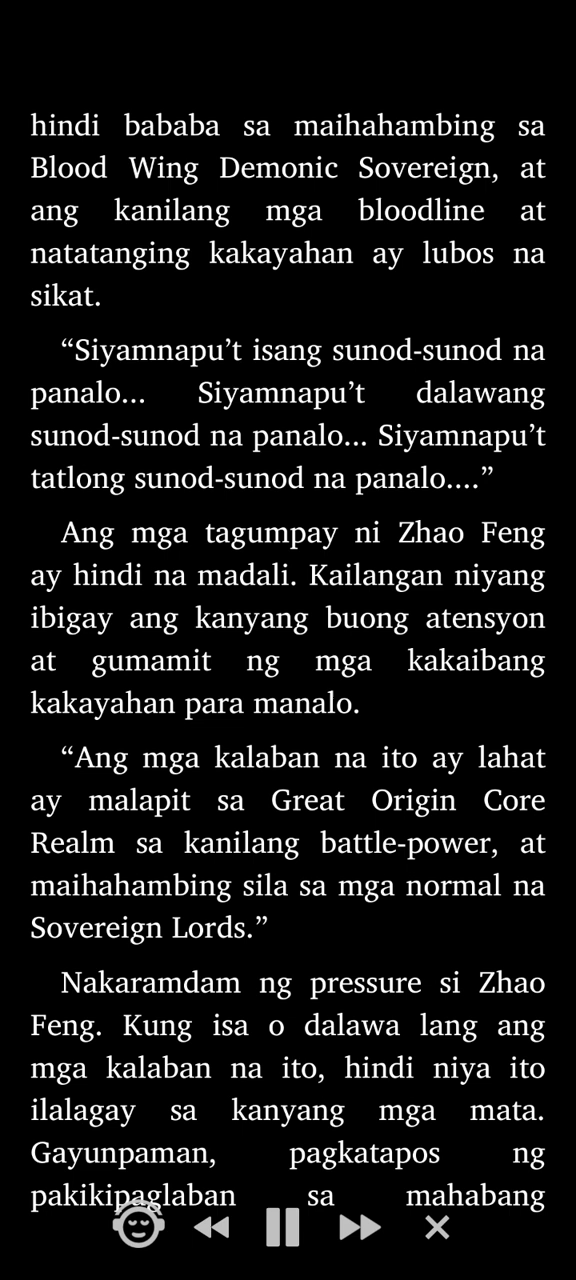 hindi bababa sa maihahambing sa
Blood Wing Demonic Sovereign, at
ang kanilang mga bloodline at
natatanging kakayahan ay lubos na
sikat.
“Siyamnapu’t isang sunod-sunod na
panalo... Siyamnapu’t dalawang
sunod-sunod na panalo... Siyamnapu’t
tatlong sunod-sunod na panalo....”
Ang mga tagumpay ni Zhao Feng
ay hindi na madali. Kailangan niyang
ibigay ang kanyang buong atensyon
at gumamit ng mga kakaibang
kakayahan para manalo.
“Ang mga kalaban na ito ay lahat
ay malapit sa Great Origin Core
Realm sa kanilang battle-power, at
maihahambing sila sa mga normal na
Sovereign Lords.”
Nakaramdam ng pressure si Zhao
Feng. Kung isa o dalawa lang ang
mga kalaban na ito, hindi niya ito
ilalagay sa kanyang mga mata.
Gayunpaman, pagkatapos ng
pakikipaglaban sa mahabang